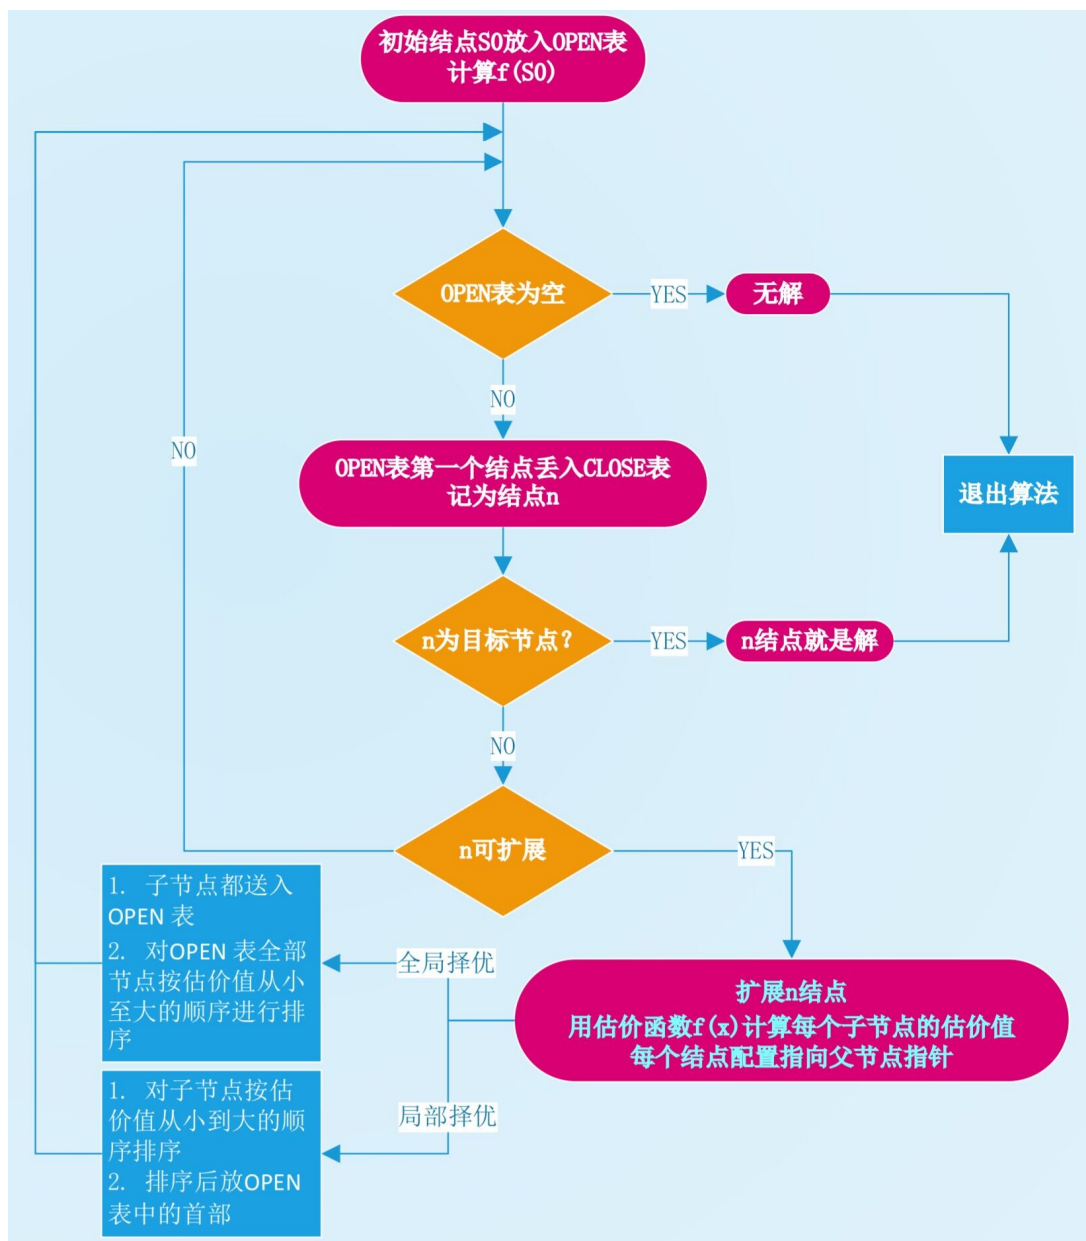 初始结点S0放入OPEN表
计算f(S0)
OPEN表为空
YES
无解
NO
NO
OPEN表第一个结点丢入CLOSE表
记为结点n
退出算法
n为目标节点？
YES
n结点就是解
NO
n可扩展
YES
1. 子节点都送入
OPEN 表
2. 对OPEN 表全部
节点按估价值从小
至大的顺序进行排
序
全局择优
扩展n结点
用估价函数f(x)计算每个子节点的估价值
每个结点配置指向父节点指针
1. 对子节点按估
价值从小到大的顺
序排序
2. 排序后放OPEN
表中的首部
局部择优